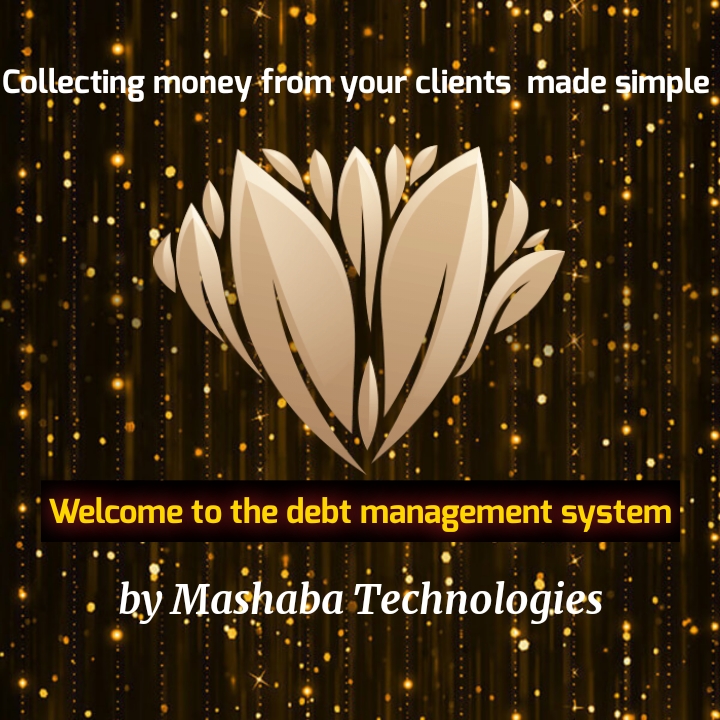 Collecting money from your clients  made simple
Welcome to the debt management system
by Mashaba Technologies